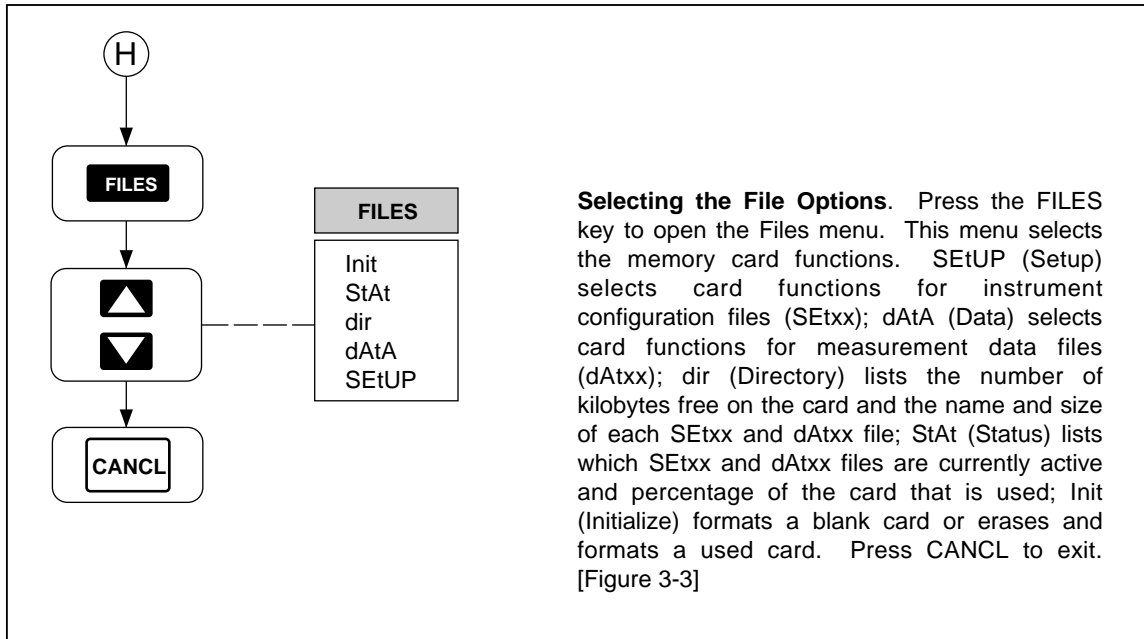 H
FILES
CANCL
FILES
Init
StAt
dir
dAtA
SEtUP
Selecting the File Options. Press the FILES
key to open the Files menu. This menu selects
the memory card functions. SEtUP (Setup)
selects card functions for instrument
configuration files (SEtxx); dAtA (Data) selects
card functions for measurement data files
(dAtxx); dir (Directory) lists the number of
kilobytes free on the card and the name and size
of each SEtxx and dAtxx file; StAt (Status) lists
which SEtxx and dAtxx files are currently active
and percentage of the card that is used; Init
(Initialize) formats a blank card or erases and
formats a used card. Press CANCL to exit.
[Figure 3-3]